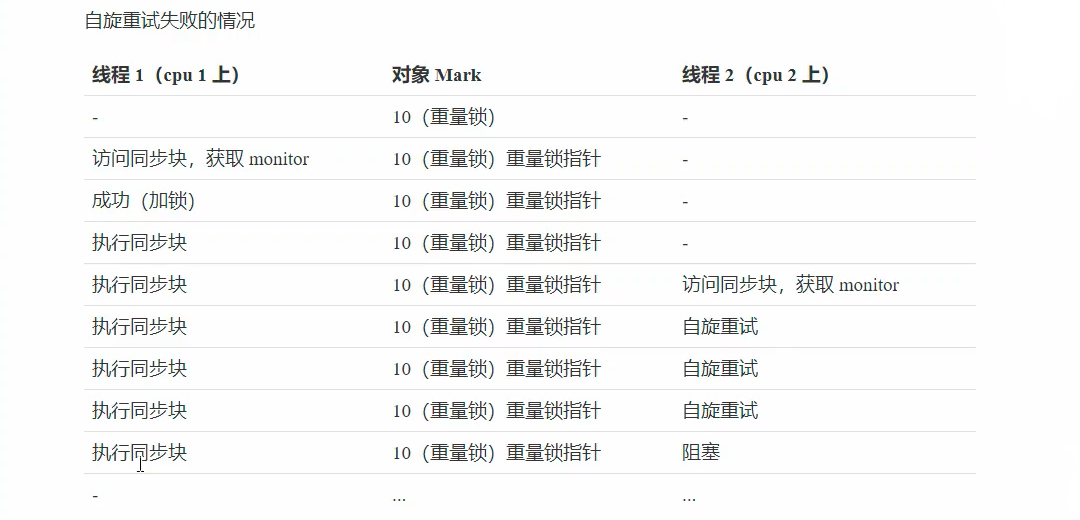 自旋重试失败的情况
线程 1（cpu 1 上） 对象 Mark 线程 2（cpu 2 上）
- 10（重量锁） -
访问同步块，获取 monitor 10（重量锁）重量锁指针 -
成功（加锁） 10（重量锁）重量锁指针 -
执行同步块 10（重量锁）重量锁指针 -
执行同步块 10（重量锁）重量锁指针 访问同步块，获取 monitor
执行同步块 10（重量锁）重量锁指针 自旋重试
执行同步块 10（重量锁）重量锁指针 自旋重试
执行同步块 10（重量锁）重量锁指针 自旋重试
执行同步块 10（重量锁）重量锁指针 阻塞
- ... ...